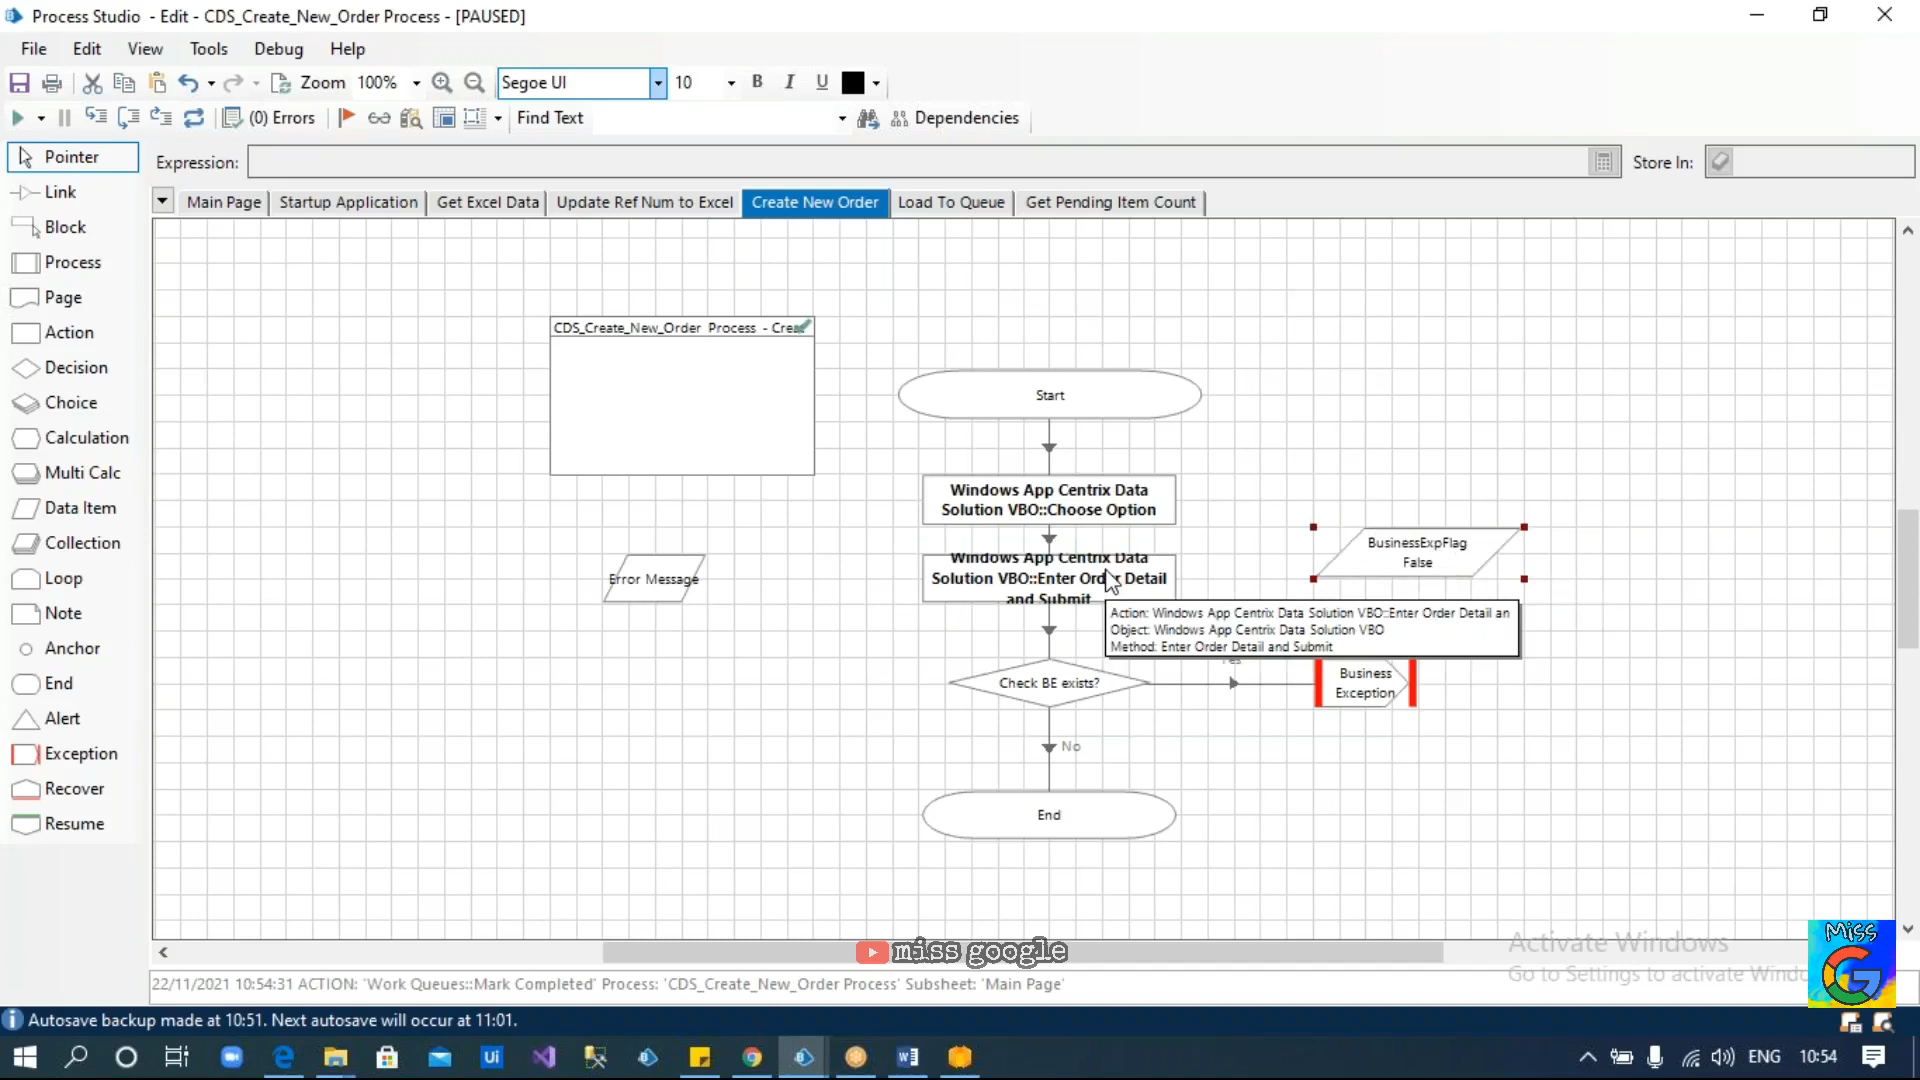 Process Studio - Edit - CDS_Create_New_Order Process - [PAUSED]
File Edit View Tools Debug Help
Zoom 100% Segoe UI 10 B I U
(0) Errors Find Text Dependencies
Expression: Store In:
Main Page Startup Application Get Excel Data Update Ref Num to Excel Create New Order Load To Queue Get Pending Item Count
Pointer
Link
Block
Process
Page
Action
Decision
Choice
Calculation
Multi Calc
Data Item
Collection
Loop
Note
Anchor
End
Alert
Exception
Recover
Resume
CDS_Create_New_Order Process - Crea
Start
Windows App Centrix Data
Solution VBO::Choose Option
Windows App Centrix Data
Solution VBO::Enter Order Detail
and Submit
Error Message
BusinessExpFlag
False
Action: Windows App Centrix Data Solution VBO::Enter Order Detail an
Object: Windows App Centrix Data Solution VBO
Method: Enter Order Detail and Submit
Check BE exists?
Yes
Business
Exception
No
End
miss google
Activate Windows
Go to Settings to activate Windo
Miss
G
22/11/2021 10:54:31 ACTION: 'Work Queues::Mark Completed' Process: 'CDS_Create_New_Order Process' Subsheet: 'Main Page'
Autosave backup made at 10:51. Next autosave will occur at 11:01.
Ui
ENG 10:54